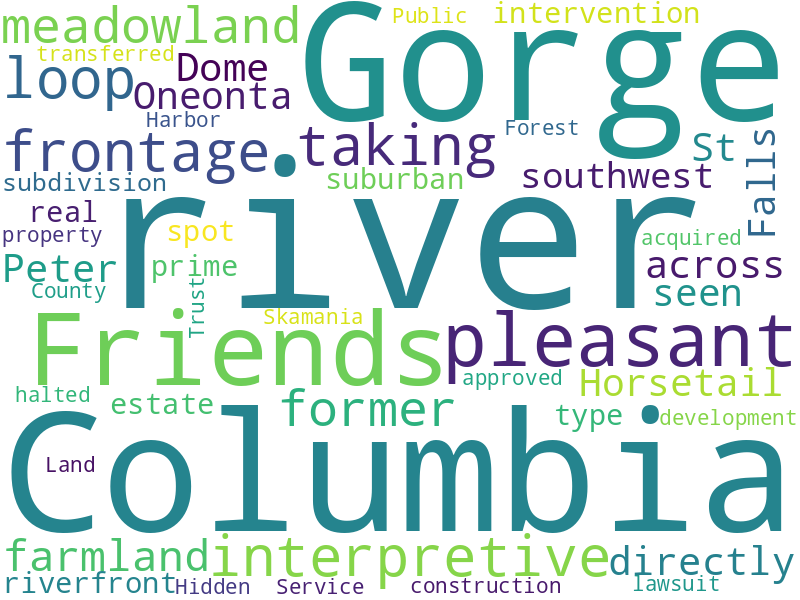 meadowland
Gorge
Public
intervention
transferred
loop
Dome
Oneonta
Harbor
frontage
taking
Forest
St
Falls
subdivision
suburban
southwest
real
river
property
spot
acquired
Peter
prime
across
County
Trust
seen
Skamania
Friends
pleasant
halted
approved
Horsetail
estate
former
type
development
Columbia
Land
farmland
interpretive
directly
riverfront
Hidden
Service
construction
lawsuit